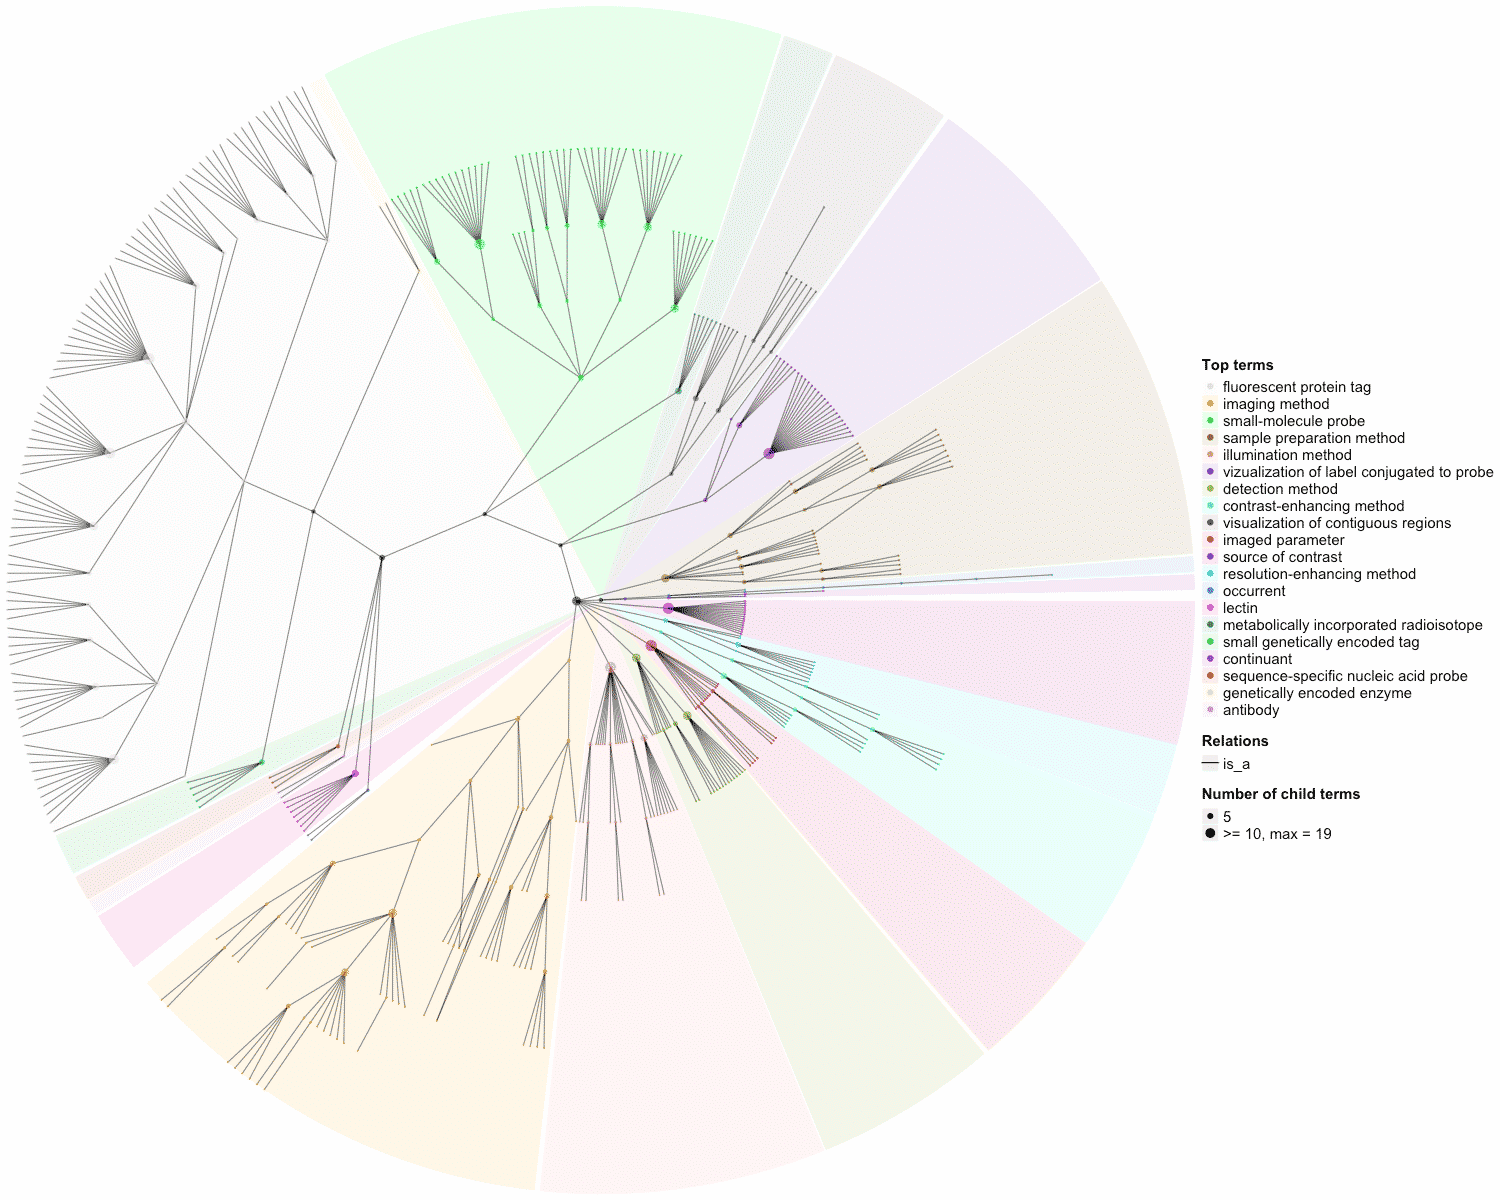 Top terms
fluorescent protein tag
imaging method
small-molecule probe
sample preparation method
illumination method
vizualization of label conjugated to probe
detection method
contrast-enhancing method
visualization of contiguous regions
imaged parameter
source of contrast
resolution-enhancing method
occurrent
lectin
metabolically incorporated radioisotope
small genetically encoded tag
continuant
sequence-specific nucleic acid probe
genetically encoded enzyme
antibody
Relations
is_a
Number of child terms
5
>= 10, max = 19